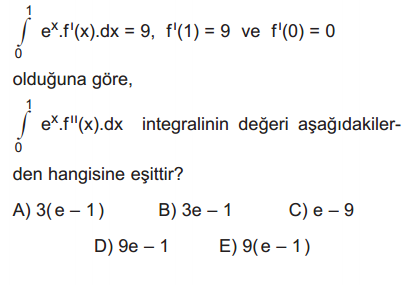 ∫₀¹ eˣ.f'(x).dx = 9, f'(1) = 9 ve f'(0) = 0
olduğuna göre,
∫₀¹ eˣ.f''(x).dx integralinin değeri aşağıdakiler-
den hangisine eşittir?
A) 3( e – 1 ) B) 3e – 1 C) e – 9
D) 9e – 1 E) 9( e – 1 )